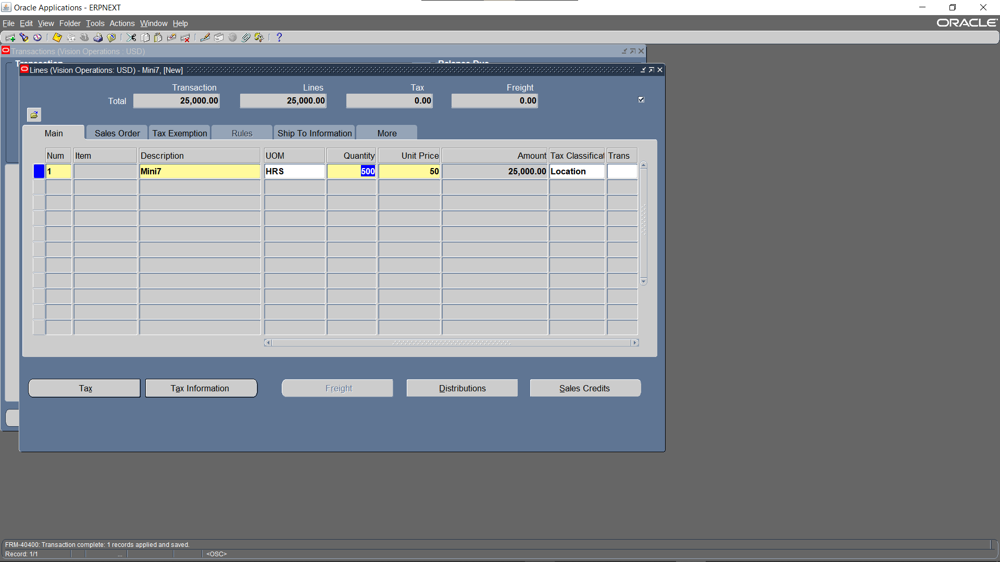 Oracle Applications - ERPNEXT
File Edit View Folder Tools Actions Window Help
ORACLE
Transactions (Vision Operations : USD)
Transaction Balance Due
Lines (Vision Operations: USD) - Mini7, [New]
Transaction Lines Tax Freight
Total 25,000.00 25,000.00 0.00 0.00
Main Sales Order Tax Exemption Rules Ship To Information More
Num Item Description UOM Quantity Unit Price Amount Tax Classificat Trans
1 Mini7 HRS 500 50 25,000.00 Location
Tax Tax Information Freight Distributions Sales Credits
FRM-40400: Transaction complete: 1 records applied and saved.
Record: 1/1 ... <OSC>